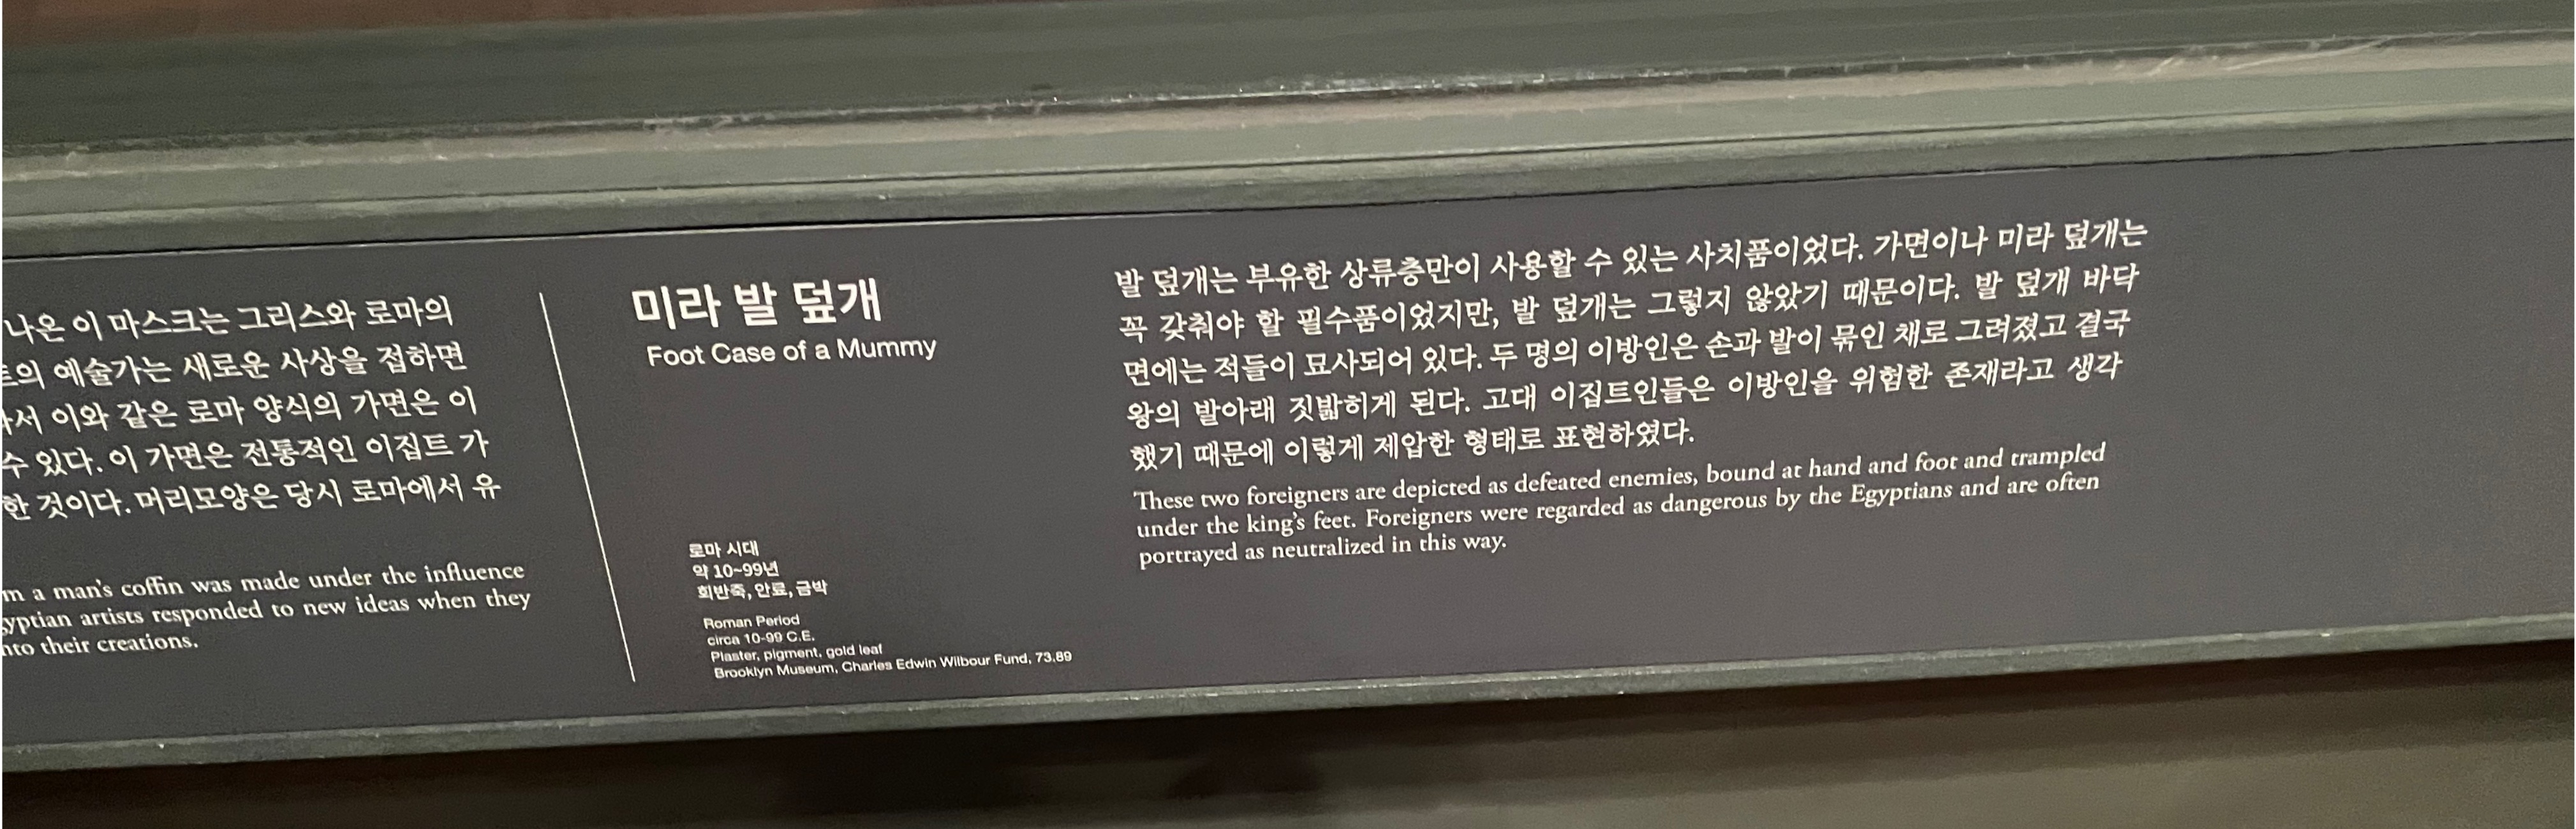 나온 이 마스크는 그리스와 로마의
의 예술가는 새로운 사상을 접하면
서 이와 같은 로마 양식의 가면은 이
수 있다. 이 가면은 전통적인 이집트 가
한 것이다. 머리모양은 당시 로마에서 유
m a man's coffin was made under the influence
yptian artists responded to new ideas when they
nto their creations.
미라 발 덮개
Foot Case of a Mummy
로마 시대
약 10~99년
회반죽, 안료, 금박
Roman Period
circa 10-99 C.E.
Plaster, pigment, gold leaf
Brooklyn Museum, Charles Edwin Wilbour Fund, 73.89
발 덮개는 부유한 상류층만이 사용할 수 있는 사치품이었다. 가면이나 미라 덮개는
꼭 갖춰야 할 필수품이었지만, 발 덮개는 그렇지 않았기 때문이다. 발 덮개 바닥
면에는 적들이 묘사되어 있다. 두 명의 이방인은 손과 발이 묶인 채로 그려졌고 결국
왕의 발아래 짓밟히게 된다. 고대 이집트인들은 이방인을 위험한 존재라고 생각
했기 때문에 이렇게 제압한 형태로 표현하였다.
These two foreigners are depicted as defeated enemies, bound at hand and foot and trampled
under the king's feet. Foreigners were regarded as dangerous by the Egyptians and are often
portrayed as neutralized in this way.